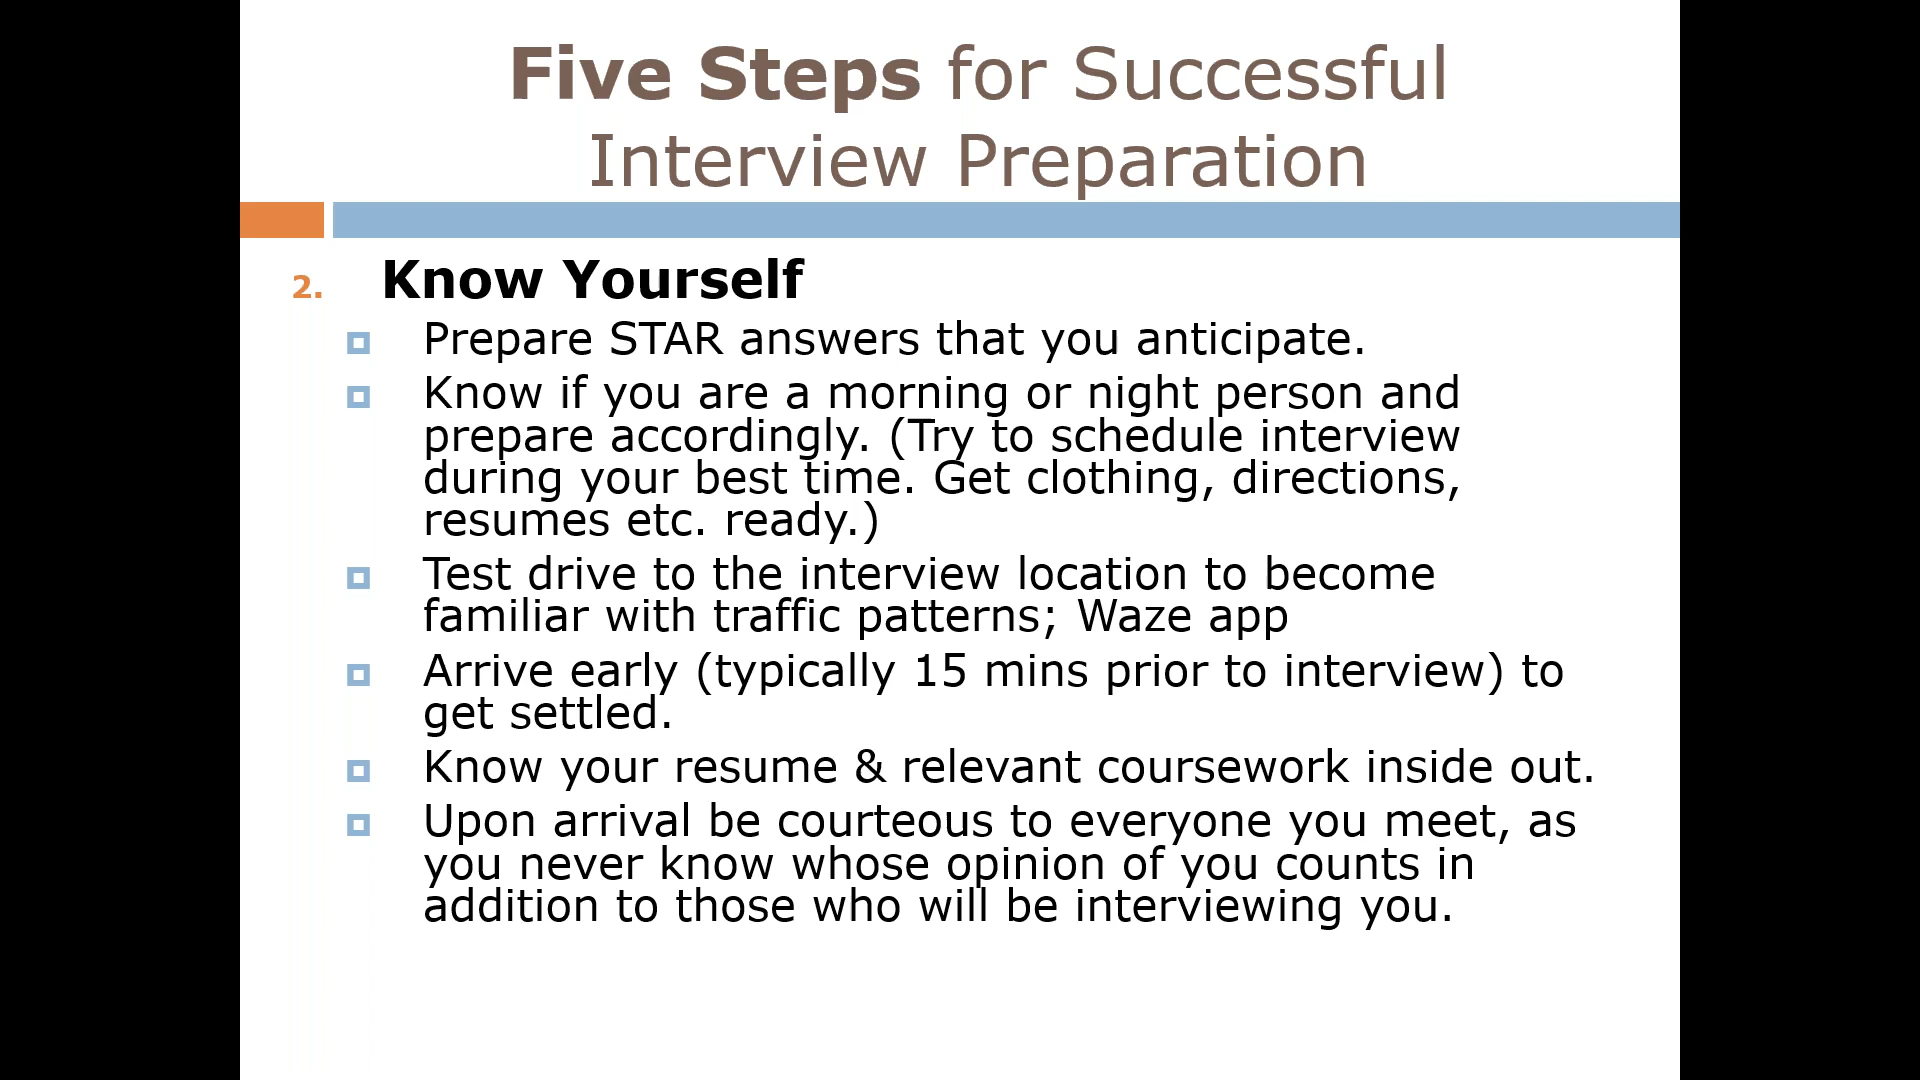 Five Steps for Successful
Interview Preparation
2. Know Yourself
Prepare STAR answers that you anticipate.
Know if you are a morning or night person and
prepare accordingly. (Try to schedule interview
during your best time. Get clothing, directions,
resumes etc. ready.)
Test drive to the interview location to become
familiar with traffic patterns; Waze app
Arrive early (typically 15 mins prior to interview) to
get settled.
Know your resume & relevant coursework inside out.
Upon arrival be courteous to everyone you meet, as
you never know whose opinion of you counts in
addition to those who will be interviewing you.